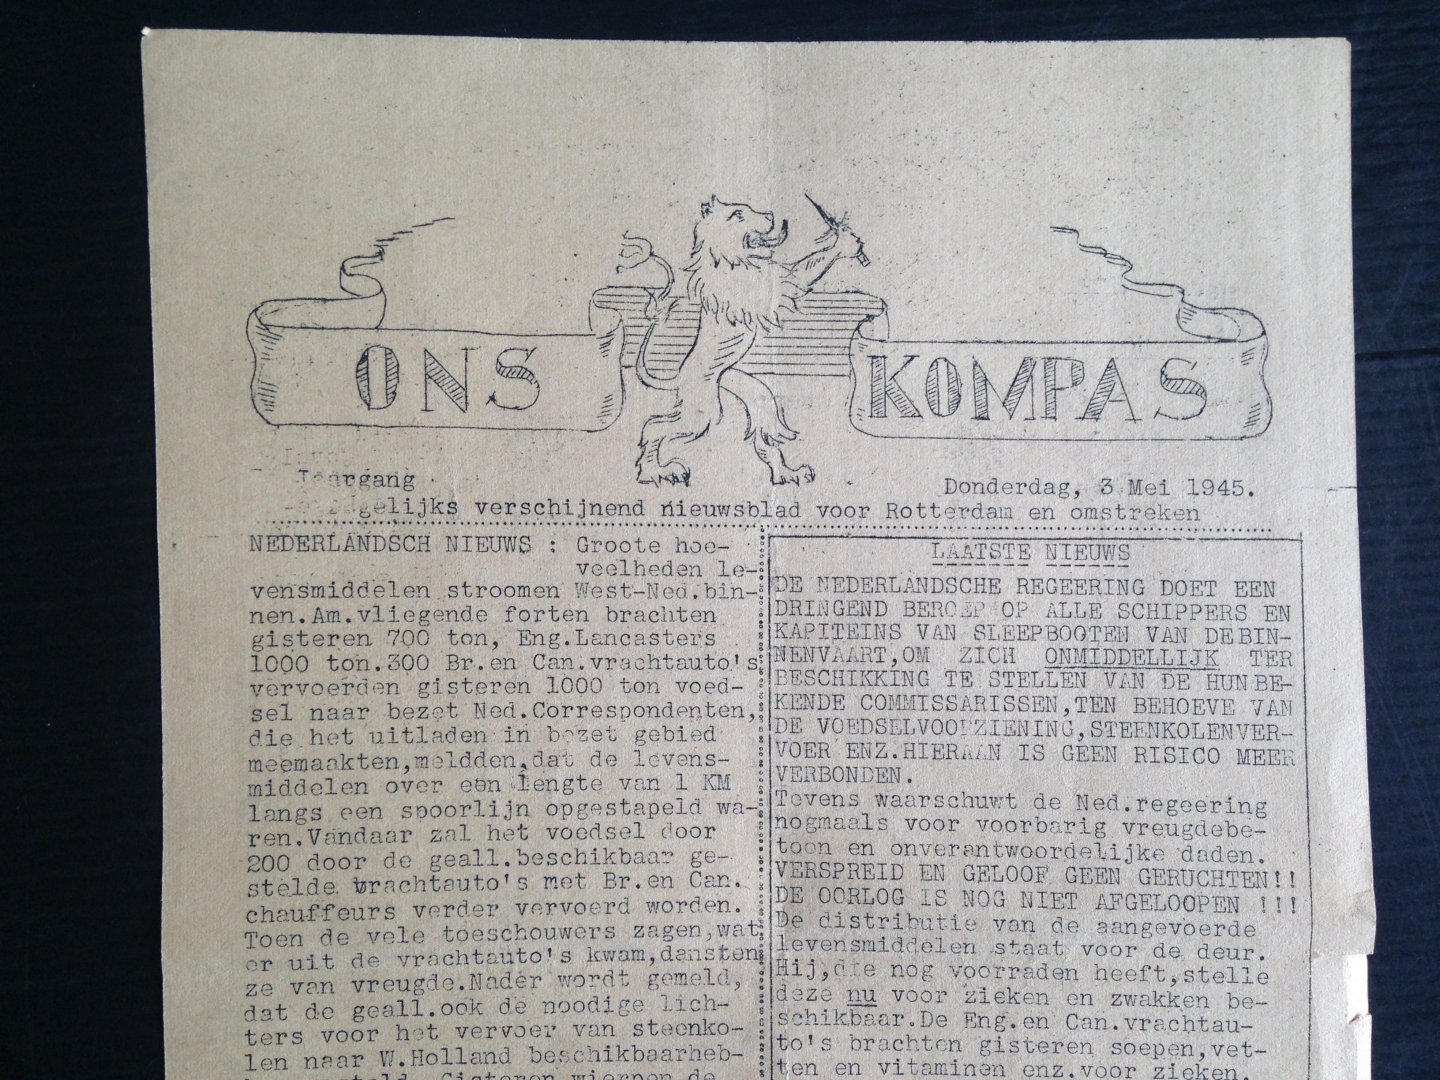 ONS KOMPAS
Jaargang
Donderdag, 3 Mei 1945.
verschijnend nieuwsblad voor Rotterdam en omstreken
NEDERLANDSCH NIEUWS : Groote hoe-
veelheden le-
vensmiddelen stroomen West-Ned.bin-
nen.Am.vliegende forten brachten
gisteren 700 ton, Eng.Lancasters
1000 ton.300 Br.en Can.vrachtauto's
vervoerden gisteren 1000 ton voed-
sel naar bezet Ned.Correspondenten,
die het uitladen in bezet gebied
meemaakten,meldden,dat de levens-
middelen over een lengte van 1 KM
langs een spoorlijn opgestapeld wa-
ren.Vandaar zal het voedsel door
200 door de geall.beschikbaar ge-
stelde vrachtauto's met Br.en Can.
chauffeurs verder vervoerd worden.
Toen de vele toeschouwers zagen,wat
er uit de vrachtauto's kwam,dansten
ze van vreugde.Nader wordt gemeld,
dat de geall.ook de noodige lich-
ters voor het vervoer van steenko-
len naar W.Holland beschikbaarheb-
Gisteren wierpen de
LAATSTE NIEUWS
DE NEDERLANDSCHE REGEERING DOET EEN
DRINGEND BEROEP OP ALLE SCHIPPERS EN
KAPITEINS VAN SLEEPBOOTEN VAN DEBIN-
NENVAART,OM ZICH ONMIDDELLIJK TER
BESCHIKKING TE STELLEN VAN DE HUN BE-
KENDE COMMISSARISSEN,TEN BEHOEVE VAN
DE VOEDSELVOORZIENING,STEENKOLENVER-
VOER ENZ.HIERAAN IS GEEN RISICO MEER
VERBONDEN.
Tevens waarschuwt de Ned.regeering
nogmaals voor voorbarig vreugdebe-
toon en onverantwoordelijke daden.
VERSPREID EN GELOOF GEEN GERUCHTEN!!
DE OORLOG IS NOG NIET AFGELOOPEN !!!
De distributie van de aangevoerde
levensmiddelen staat voor de deur.
Hij,die nog voorraden heeft,stelle
deze nu voor zieken en zwakken be-
schikbaar.De Eng.en Can.vrachtau-
to's brachten gisteren soepen,vet-
ten en vitaminen enz.voor zieken.